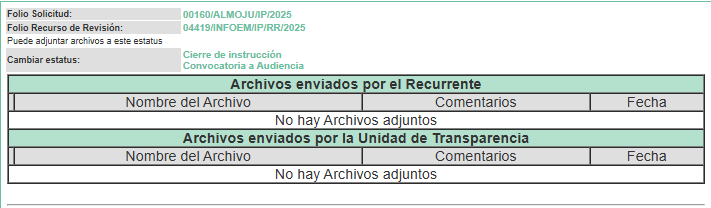 Folio Solicitud: 00160/ALMOJU/IP/2025
Folio Recurso de Revisión: 04419/INFOEM/IP/RR/2025
Puede adjuntar archivos a este estatus
Cambiar estatus: Cierre de instrucción
Convocatoria a Audiencia
Archivos enviados por el Recurrente
Nombre del Archivo Comentarios Fecha
No hay Archivos adjuntos
Archivos enviados por la Unidad de Transparencia
Nombre del Archivo Comentarios Fecha
No hay Archivos adjuntos